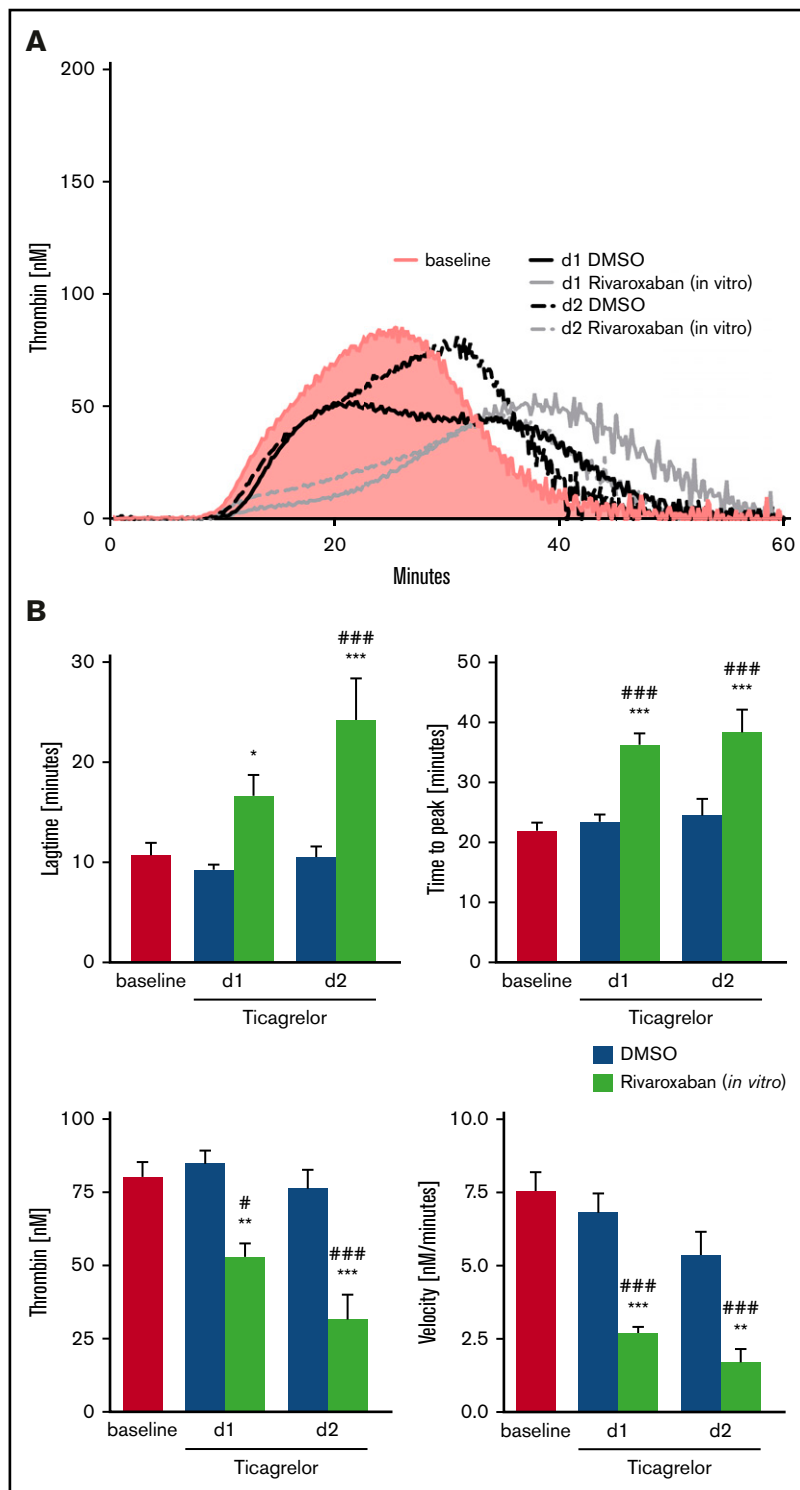 A
200
150
100
50
0
Thrombin [nM]
baseline
d1 DMSO
d1 Rivaroxaban (in vitro)
d2 DMSO
d2 Rivaroxaban (in vitro)
0 20 40 60
Minutes
B
30
20
10
0
Lagtime [minutes]
*
###
***
baseline d1 d2
Ticagrelor
50
40
30
20
10
0
Time to peak [minutes]
###
***
###
***
baseline d1 d2
Ticagrelor
DMSO
Rivaroxaban (in vitro)
100
75
50
25
0
Thrombin [nM]
#
**
###
***
baseline d1 d2
Ticagrelor
10.0
7.5
5.0
2.5
0.0
Velocity [nM/minutes]
###
***
###
**
baseline d1 d2
Ticagrelor